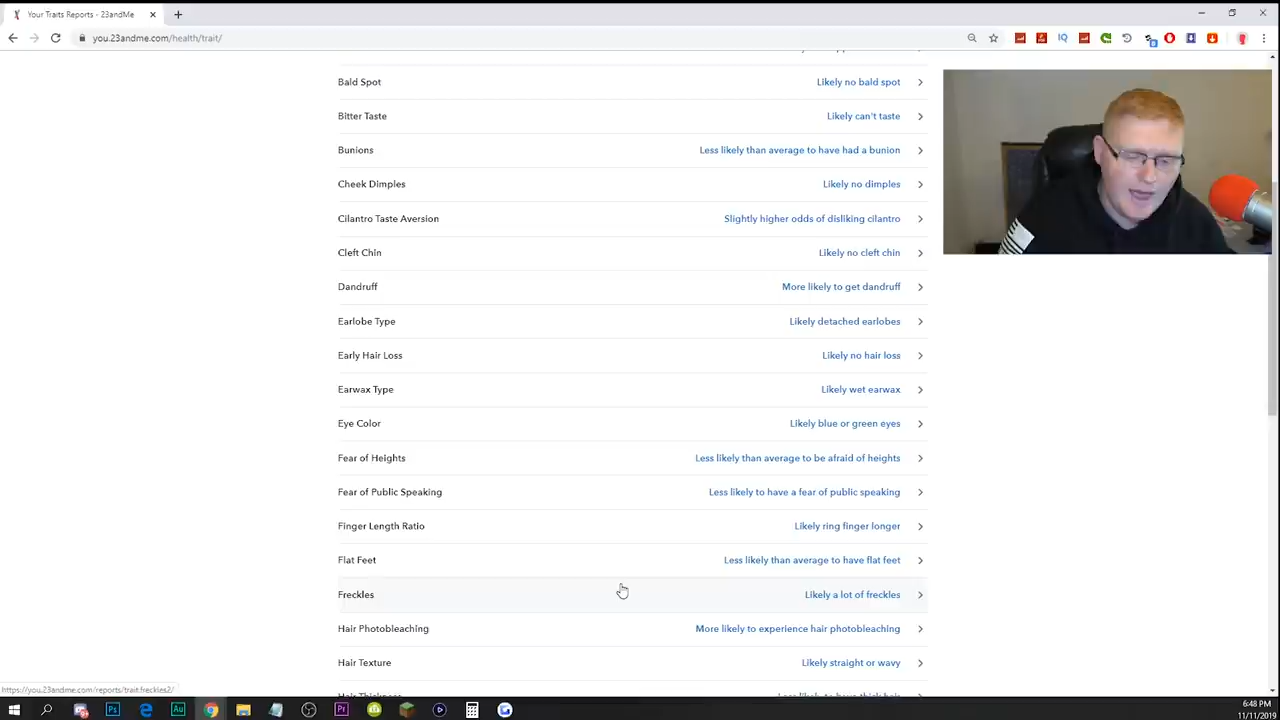 Your Traits Reports - 23andMe
you.23andme.com/health/trait/
Bald Spot Likely no bald spot
Bitter Taste Likely can't taste
Bunions Less likely than average to have had a bunion
Cheek Dimples Likely no dimples
Cilantro Taste Aversion Slightly higher odds of disliking cilantro
Cleft Chin Likely no cleft chin
Dandruff More likely to get dandruff
Earlobe Type Likely detached earlobes
Early Hair Loss Likely no hair loss
Earwax Type Likely wet earwax
Eye Color Likely blue or green eyes
Fear of Heights Less likely than average to be afraid of heights
Fear of Public Speaking Less likely to have a fear of public speaking
Finger Length Ratio Likely ring finger longer
Flat Feet Less likely than average to have flat feet
Freckles Likely a lot of freckles
Hair Photobleaching More likely to experience hair photobleaching
Hair Texture Likely straight or wavy
https://you.23andme.com/reports/trait.freckles2/
Hair Thickness Less likely to have thick hair
6:48 PM
11/11/2019